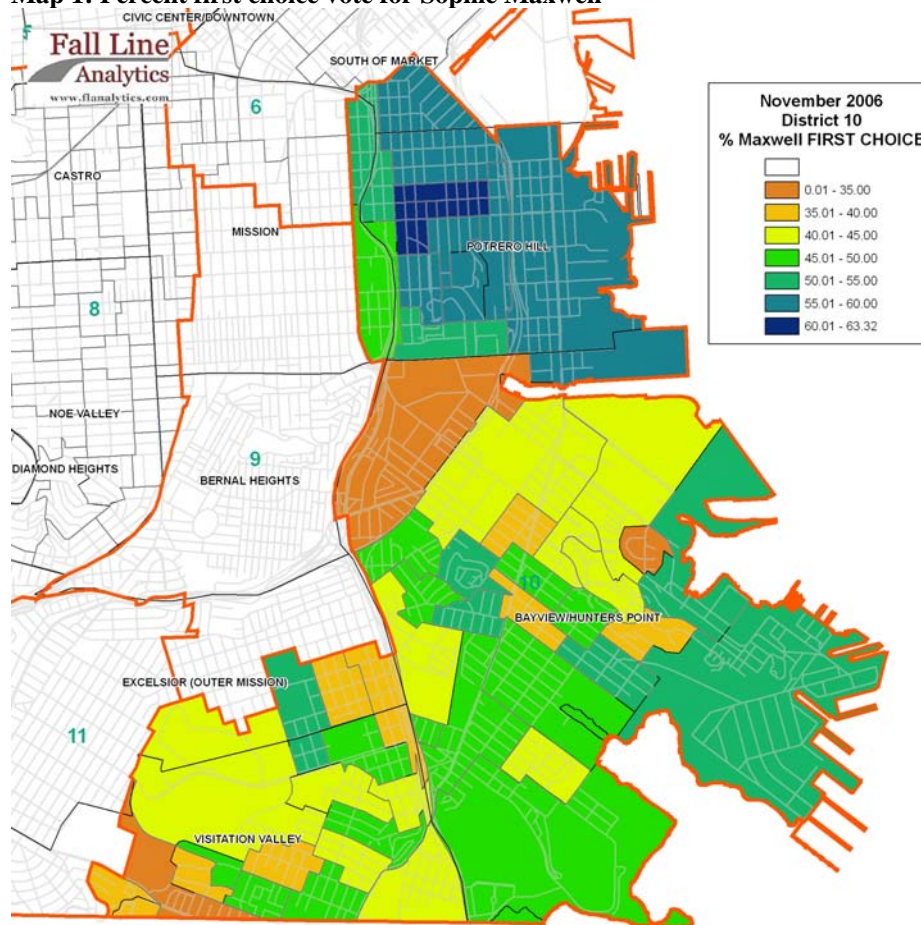 Map 1. Percent first choice vote for Sophie Maxwell
CIVIC CENTER/DOWNTOWN
Fall Line
Analytics
www.flanalytics.com
SOUTH OF MARKET
6
November 2006
District 10
% Maxwell FIRST CHOICE
0.01 - 35.00
35.01 - 40.00
40.01 - 45.00
45.01 - 50.00
50.01 - 55.00
55.01 - 60.00
60.01 - 63.32
CASTRO
MISSION
POTRERO HILL
8
NOE VALLEY
DIAMOND HEIGHTS
9
BERNAL HEIGHTS
10
BAYVIEW/HUNTERS POINT
EXCELSIOR (OUTER MISSION)
11
VISITATION VALLEY